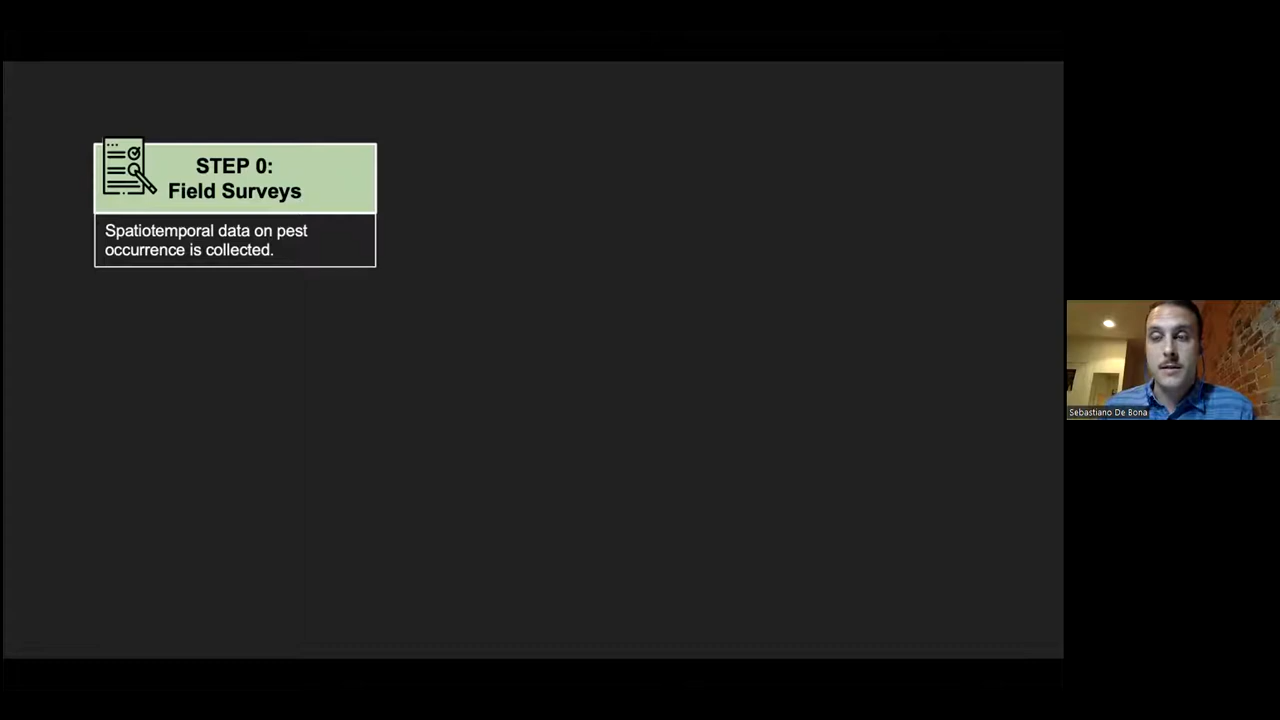 STEP 0:
Field Surveys
Spatiotemporal data on pest
occurrence is collected.
Sebastiano De Bona